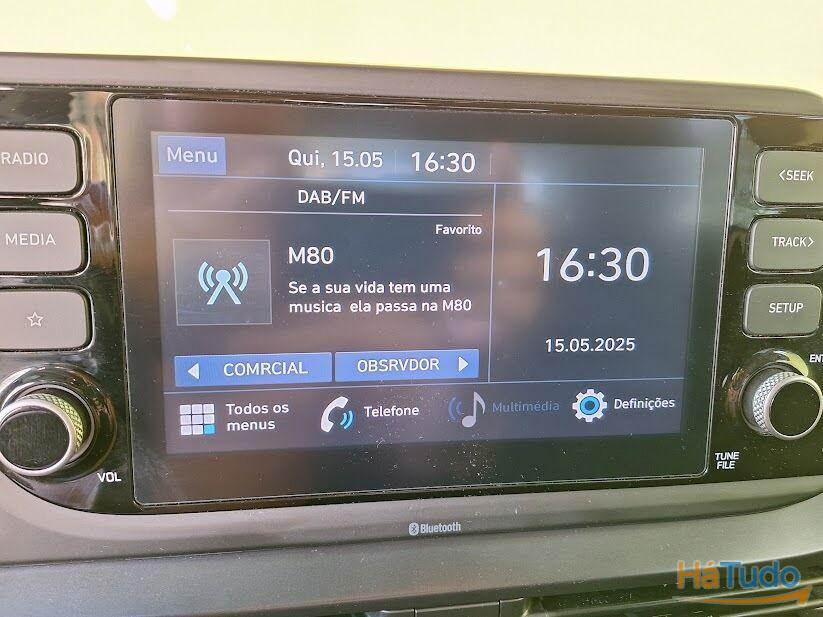 RADIO
MEDIA
VOL
Menu
Qui, 15.05
16:30
DAB/FM
Favorito
M80
Se a sua vida tem uma
musica ela passa na M80
COMRCIAL
OBSRVDOR
16:30
15.05.2025
Todos os
menus
Telefone
Multimédia
Definições
<SEEK
TRACK>
SETUP
ENT
TUNE
FILE
Bluetooth
HáTudo